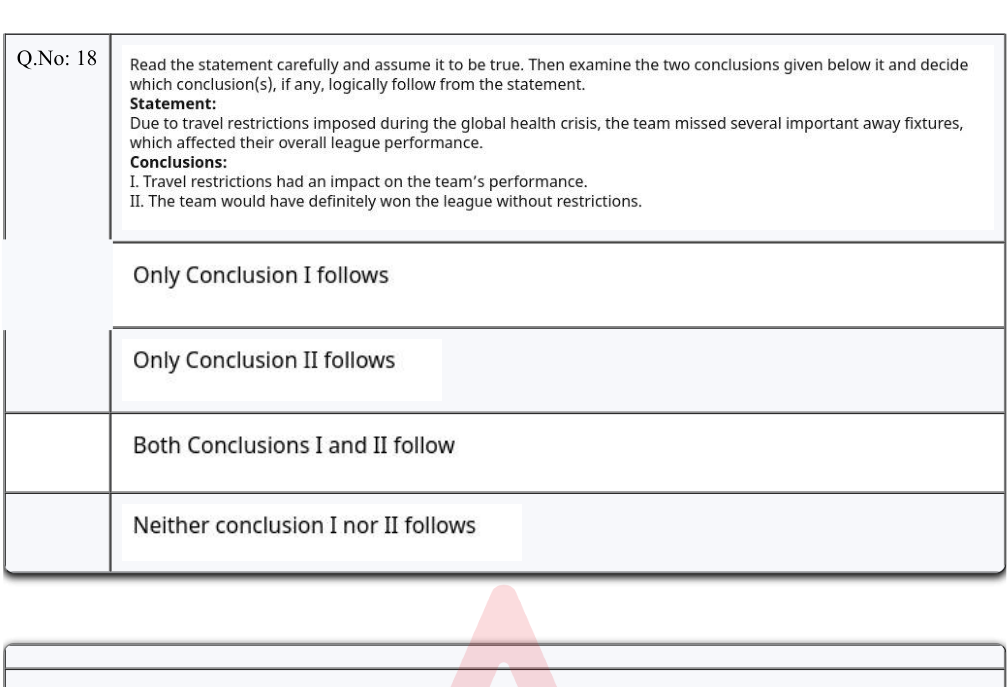 Q.No: 18
Read the statement carefully and assume it to be true. Then examine the two conclusions given below it and decide
which conclusion(s), if any, logically follow from the statement.
Statement:
Due to travel restrictions imposed during the global health crisis, the team missed several important away fixtures,
which affected their overall league performance.
Conclusions:
I. Travel restrictions had an impact on the team’s performance.
II. The team would have definitely won the league without restrictions.
Only Conclusion I follows
Only Conclusion II follows
Both Conclusions I and II follow
Neither conclusion I nor II follows